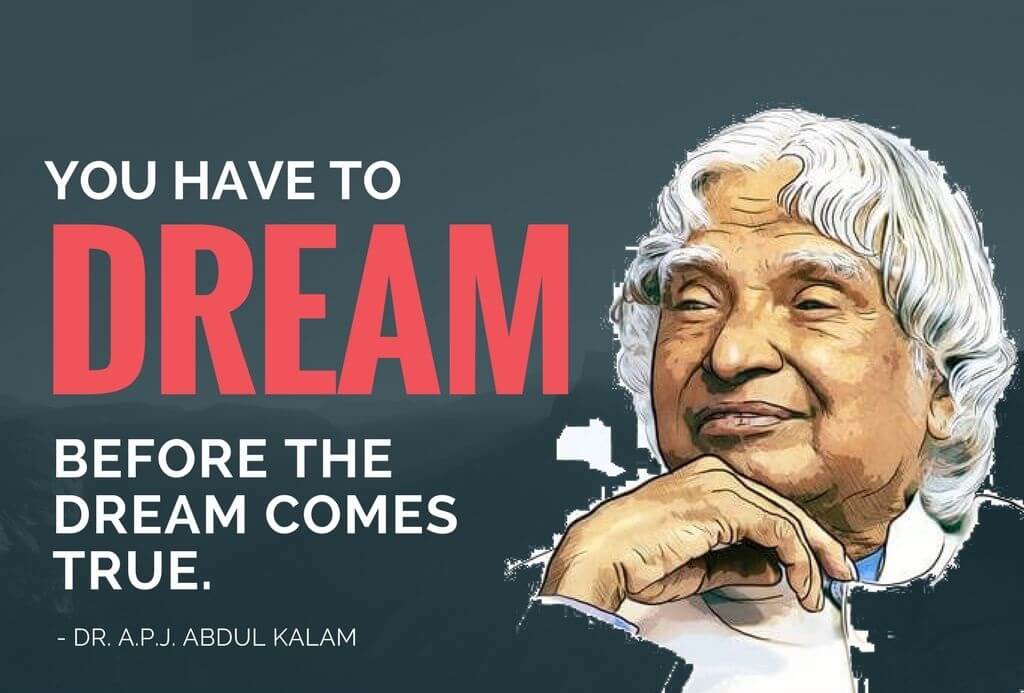 YOU HAVE TO
DREAM
BEFORE THE
DREAM COMES
TRUE.
- DR. A.P.J. ABDUL KALAM